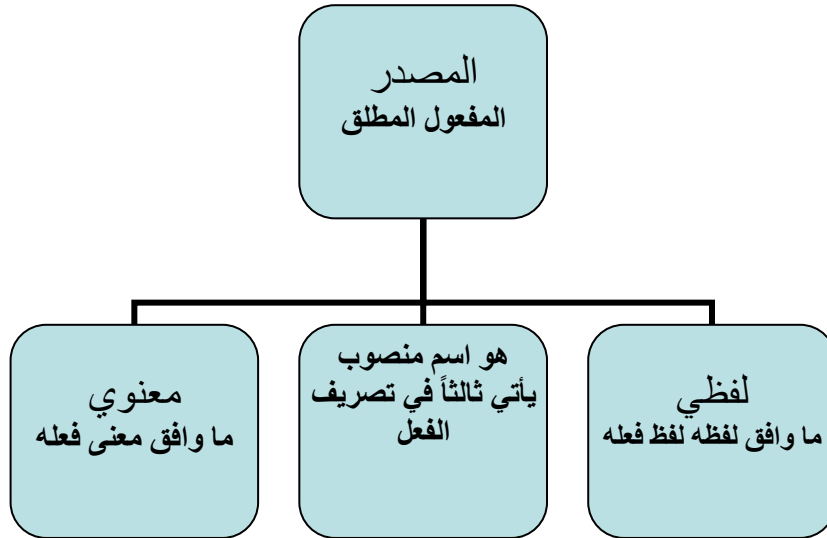 المصدر
المفعول المطلق
لفظي
ما وافق لفظه لفظ فعله
هو اسم منصوب
يأتي ثالثاً في تصريف
الفعل
معنوي
ما وافق معنى فعله